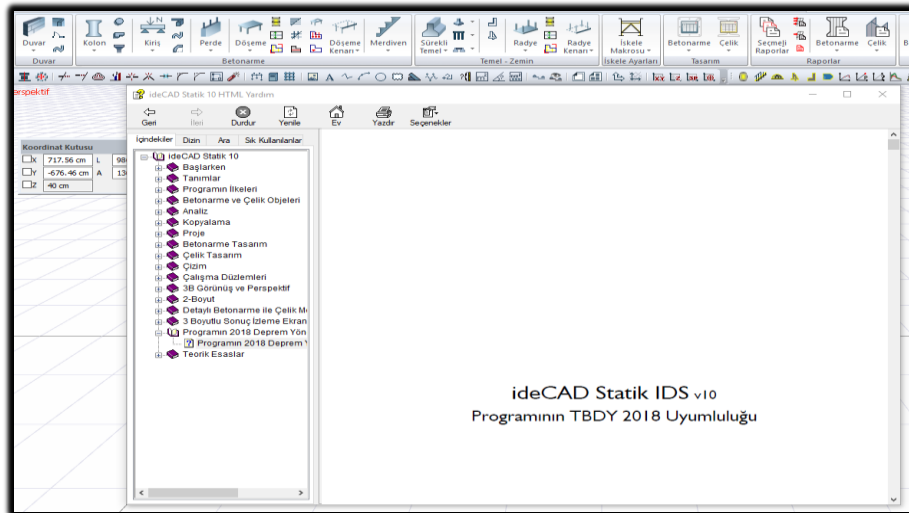 Duvar
Kolon
Kiriş
Perde
Döşeme
Döşeme Kenarı
Merdiven
Sürekli Temel
Radye
Radye Kenarı
İskele Makrosu
Betonarme
Çelik
Seçmeli Raporlar
Betonarme
Çelik
Duvar
Betonarme
Temel - Zemin
İskele Ayarları
Tasarım
Raporlar
erspektif
ideCAD Statik 10 HTML Yardım
Geri
İleri
Durdur
Yenile
Ev
Yazdır
Seçenekler
İçindekiler
Dizin
Ara
Sık Kullanılanlar
Koordinat Kutusu
X 717.56 cm L 98
Y -676.46 cm A 13
Z 40 cm
ideCAD Statik 10
Başlarken
Tanımlar
Programın İlkeleri
Betonarme ve Çelik Objeleri
Analiz
Kopyalama
Proje
Betonarme Tasarım
Çelik Tasarım
Çizim
Çalışma Düzlemleri
3B Görünüş ve Perspektif
2-Boyut
Detaylı Betonarme ile Çelik M
3 Boyutlu Sonuç İzleme Ekran
Programın 2018 Deprem Yön
Programın 2018 Deprem Y
Teorik Esaslar
ideCAD Statik IDS v10
Programının TBDY 2018 Uyumluluğu